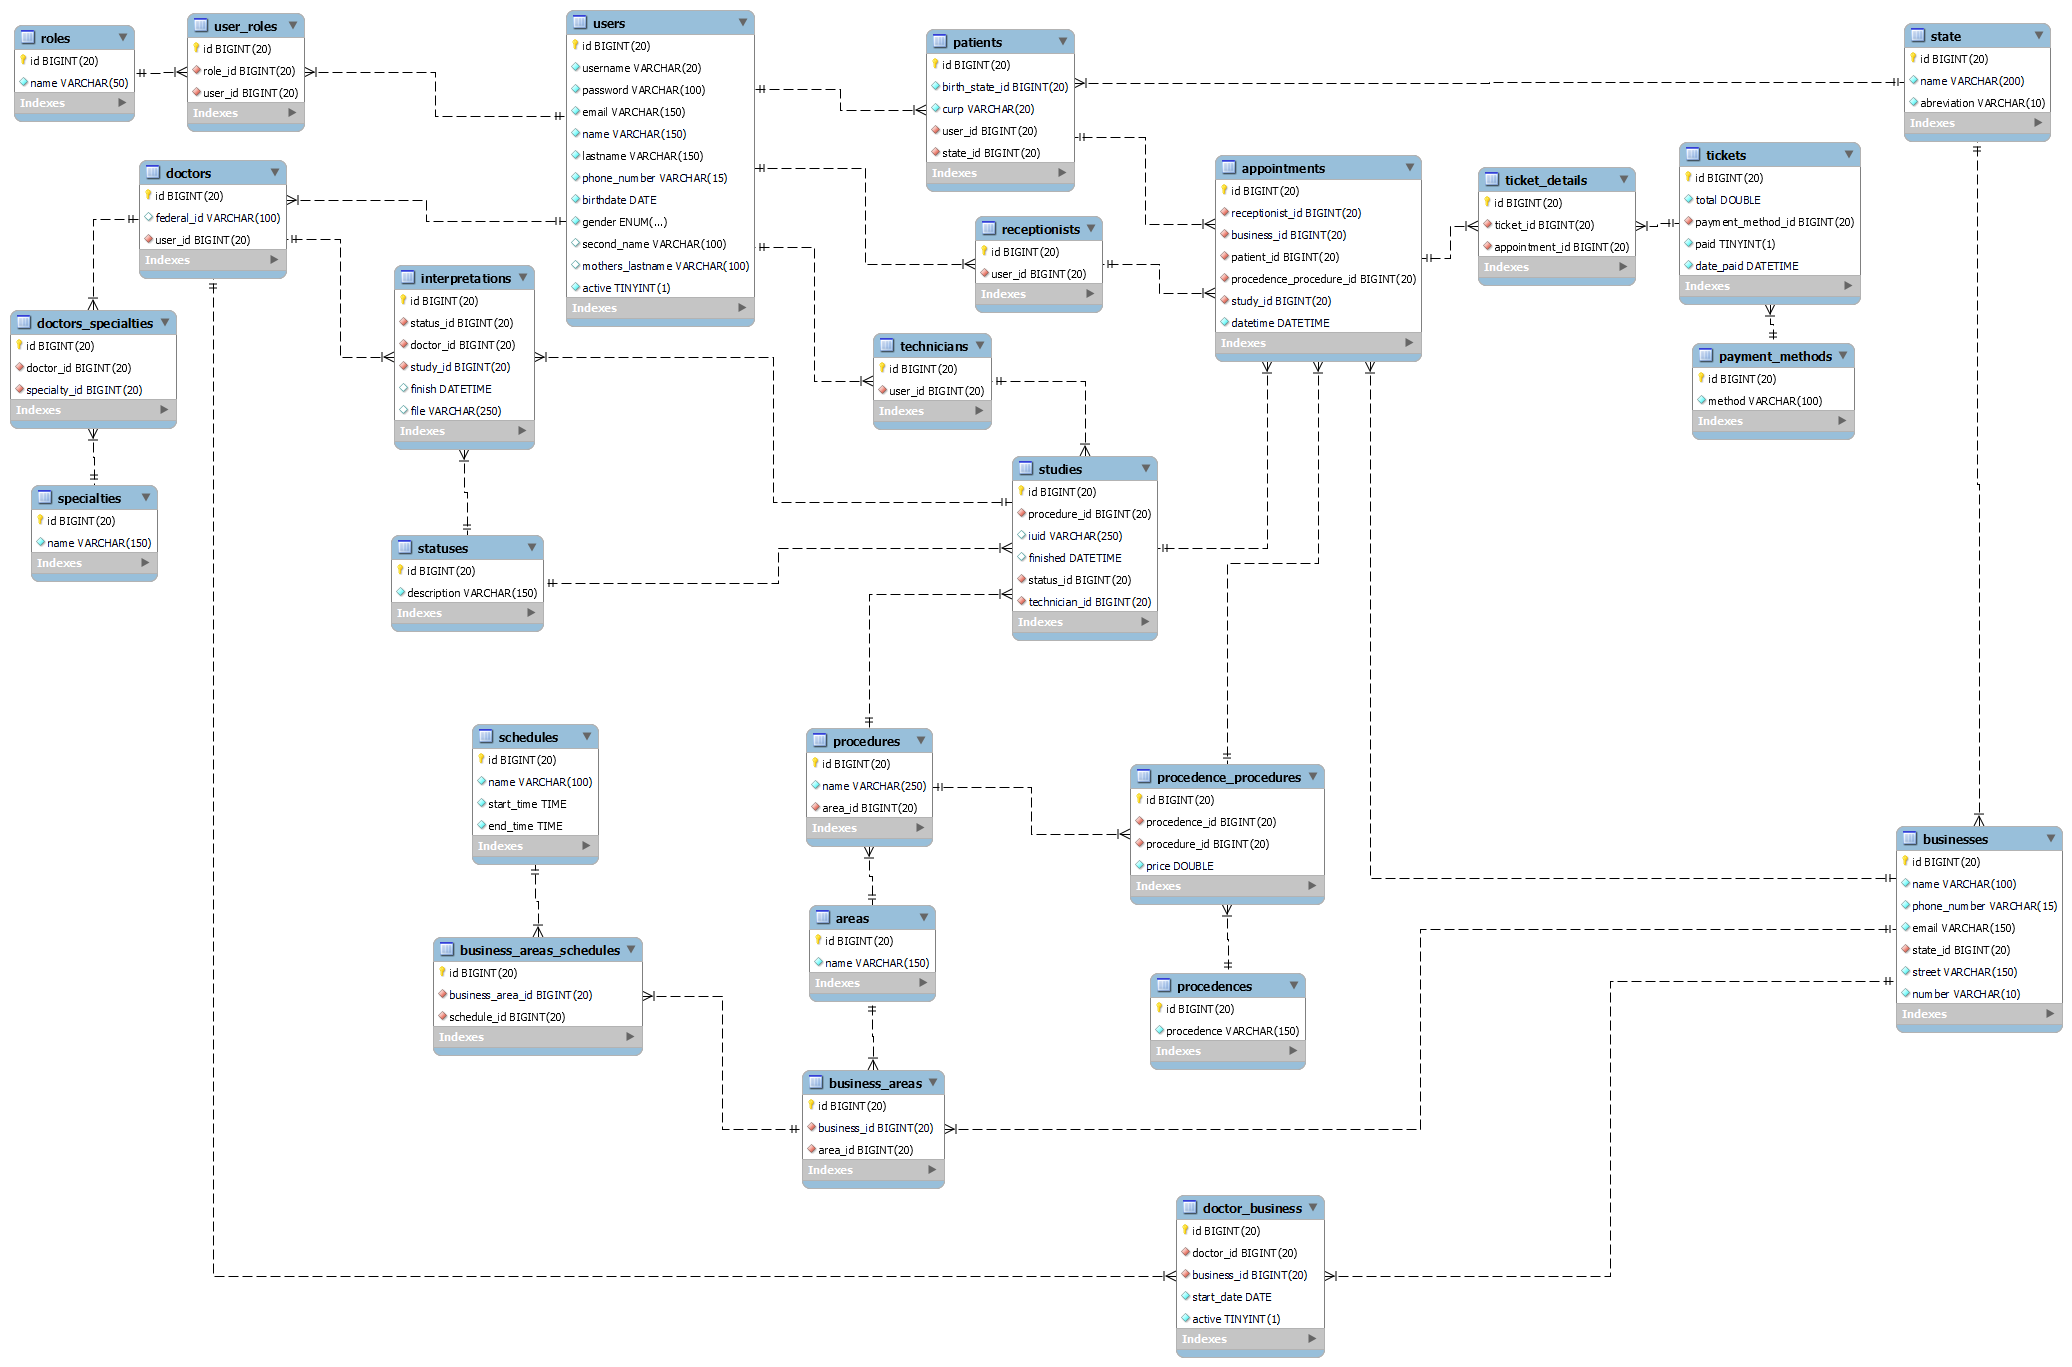 roles
id BIGINT(20)
name VARCHAR(50)
Indexes
user_roles
id BIGINT(20)
role_id BIGINT(20)
user_id BIGINT(20)
Indexes
users
id BIGINT(20)
username VARCHAR(20)
password VARCHAR(100)
email VARCHAR(150)
name VARCHAR(150)
lastname VARCHAR(150)
phone_number VARCHAR(15)
birthdate DATE
gender ENUM(...)
second_name VARCHAR(100)
mothers_lastname VARCHAR(100)
active TINYINT(1)
Indexes
patients
id BIGINT(20)
birth_state_id BIGINT(20)
curp VARCHAR(20)
user_id BIGINT(20)
state_id BIGINT(20)
Indexes
state
id BIGINT(20)
name VARCHAR(200)
abreviation VARCHAR(10)
Indexes
doctors
id BIGINT(20)
federal_id VARCHAR(100)
user_id BIGINT(20)
Indexes
appointments
id BIGINT(20)
receptionist_id BIGINT(20)
business_id BIGINT(20)
patient_id BIGINT(20)
procedence_procedure_id BIGINT(20)
study_id BIGINT(20)
datetime DATETIME
Indexes
ticket_details
id BIGINT(20)
ticket_id BIGINT(20)
appointment_id BIGINT(20)
Indexes
tickets
id BIGINT(20)
total DOUBLE
payment_method_id BIGINT(20)
paid TINYINT(1)
date_paid DATETIME
Indexes
receptionists
id BIGINT(20)
user_id BIGINT(20)
Indexes
interpretations
id BIGINT(20)
status_id BIGINT(20)
doctor_id BIGINT(20)
study_id BIGINT(20)
finish DATETIME
file VARCHAR(250)
Indexes
doctors_specialties
id BIGINT(20)
doctor_id BIGINT(20)
specialty_id BIGINT(20)
Indexes
technicians
id BIGINT(20)
user_id BIGINT(20)
Indexes
payment_methods
id BIGINT(20)
method VARCHAR(100)
Indexes
specialties
id BIGINT(20)
name VARCHAR(150)
Indexes
studies
id BIGINT(20)
procedure_id BIGINT(20)
iuid VARCHAR(250)
finished DATETIME
status_id BIGINT(20)
technician_id BIGINT(20)
Indexes
statuses
id BIGINT(20)
description VARCHAR(150)
Indexes
schedules
id BIGINT(20)
name VARCHAR(100)
start_time TIME
end_time TIME
Indexes
procedures
id BIGINT(20)
name VARCHAR(250)
area_id BIGINT(20)
Indexes
procedence_procedures
id BIGINT(20)
procedence_id BIGINT(20)
procedure_id BIGINT(20)
price DOUBLE
Indexes
businesses
id BIGINT(20)
name VARCHAR(100)
phone_number VARCHAR(15)
email VARCHAR(150)
state_id BIGINT(20)
street VARCHAR(150)
number VARCHAR(10)
Indexes
areas
id BIGINT(20)
name VARCHAR(150)
Indexes
business_areas_schedules
id BIGINT(20)
business_area_id BIGINT(20)
schedule_id BIGINT(20)
Indexes
procedences
id BIGINT(20)
procedence VARCHAR(150)
Indexes
business_areas
id BIGINT(20)
business_id BIGINT(20)
area_id BIGINT(20)
Indexes
doctor_business
id BIGINT(20)
doctor_id BIGINT(20)
business_id BIGINT(20)
start_date DATE
active TINYINT(1)
Indexes